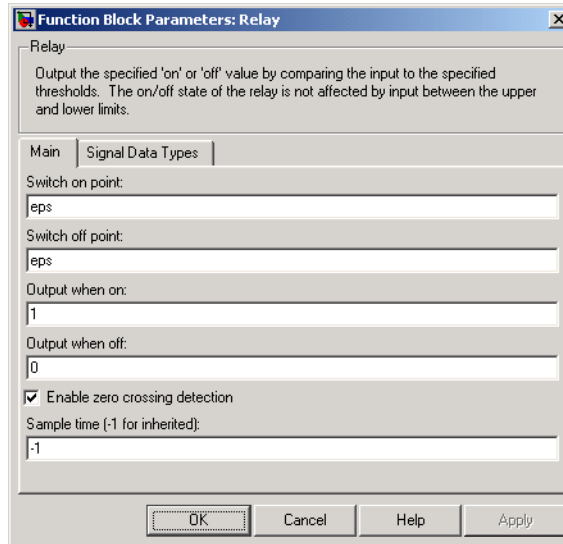 Function Block Parameters: Relay
Relay
Output the specified 'on' or 'off' value by comparing the input to the specified
thresholds. The on/off state of the relay is not affected by input between the upper
and lower limits.
Main
Signal Data Types
Switch on point:
eps
Switch off point:
eps
Output when on:
1
Output when off:
0
Enable zero crossing detection
Sample time (-1 for inherited):
-1
OK
Cancel
Help
Apply